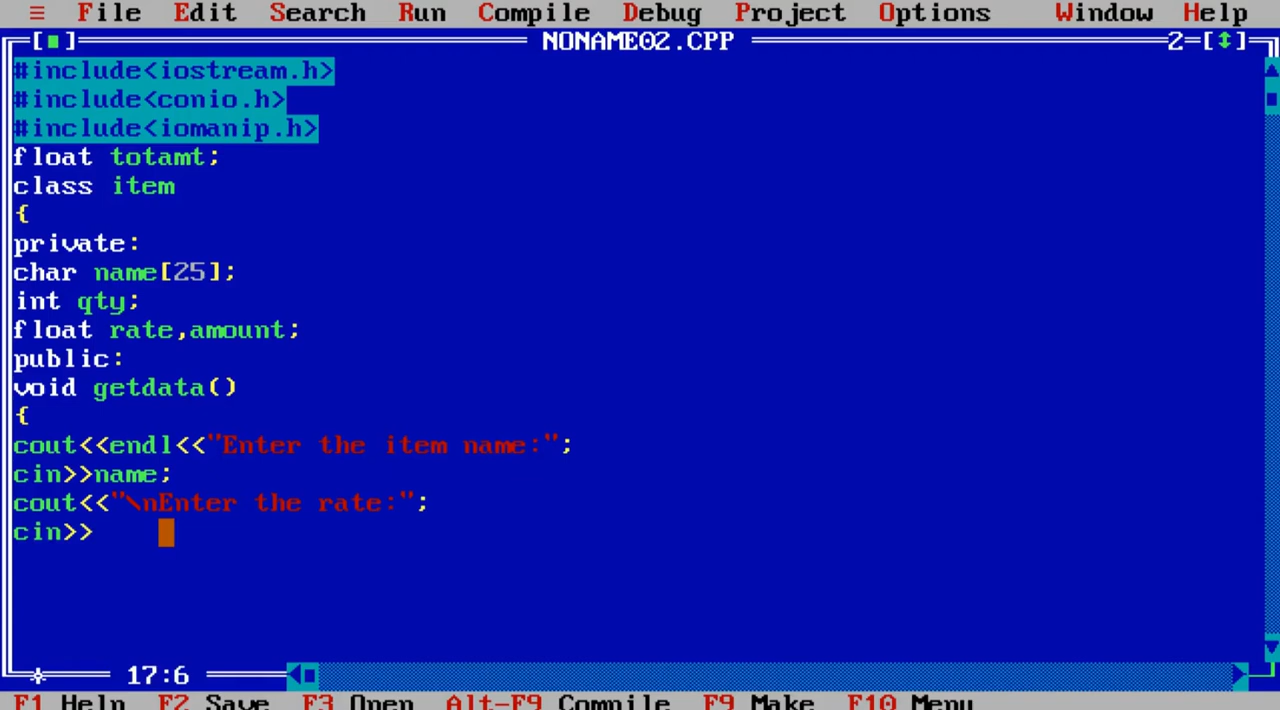 ≡ File Edit Search Run Compile Debug Project Options Window Help
[■] NONAME02.CPP 2=[↕]
#include<iostream.h>
#include<conio.h>
#include<iomanip.h>
float totamt;
class item
{
private:
char name[25];
int qty;
float rate,amount;
public:
void getdata()
{
cout<<endl<<"Enter the item name:";
cin>>name;
cout<<"\nEnter the rate:";
cin>>
17:6
F1 Help F2 Save F3 Open Alt-F9 Compile F9 Make F10 Menu